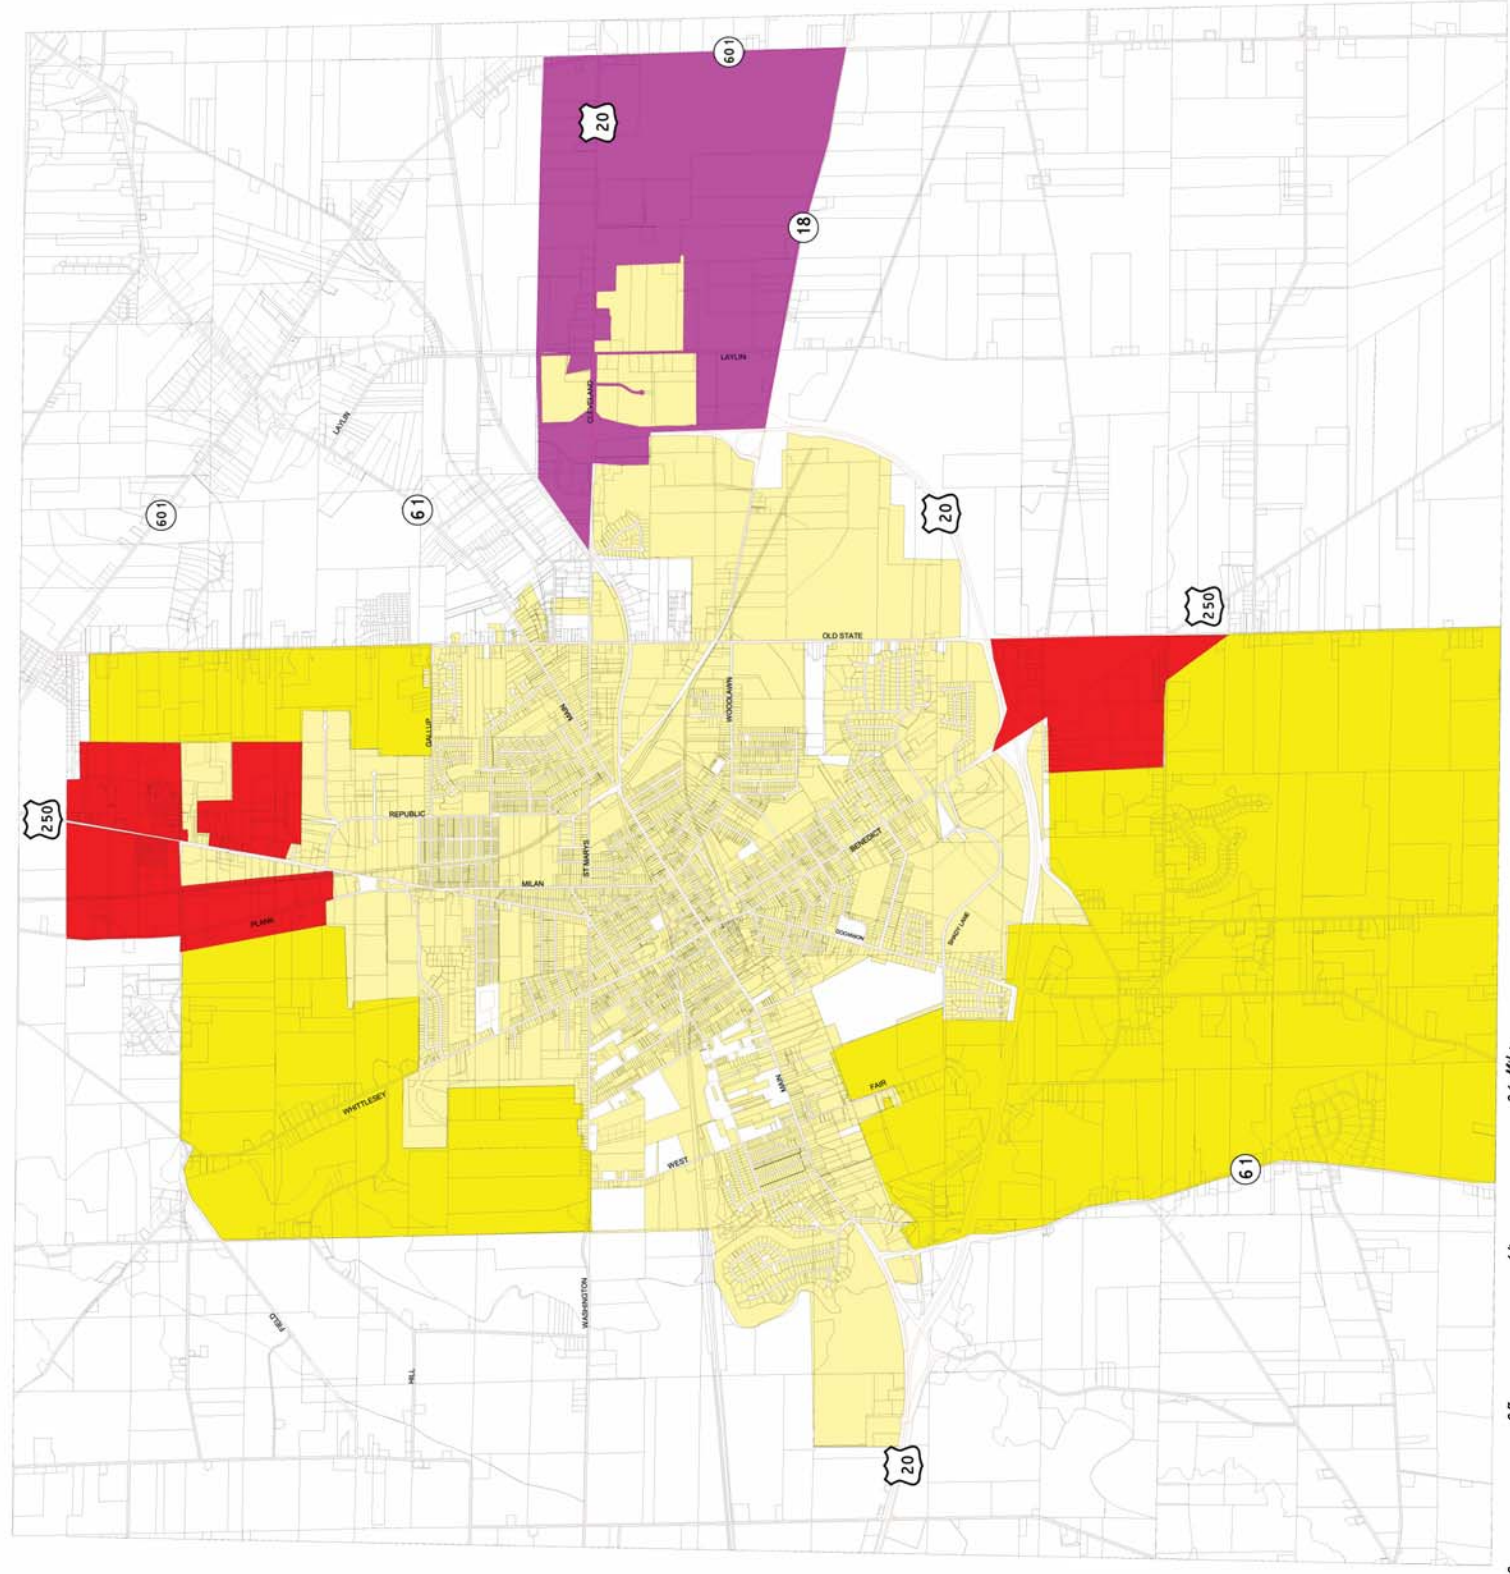 601
20
18
LAYLIN
CLEVELAND
LAYLIN
601
61
20
250
OLD STATE
WOODLAWN
MAIN
GALLUP
250
REPUBLIC
ST MARYS
BENEDICT
MILAN
PLANK
SHADY LANE
MAIN
FAIR
WHITTLESEY
WEST
61
WASHINGTON
FIELD
HILL
20